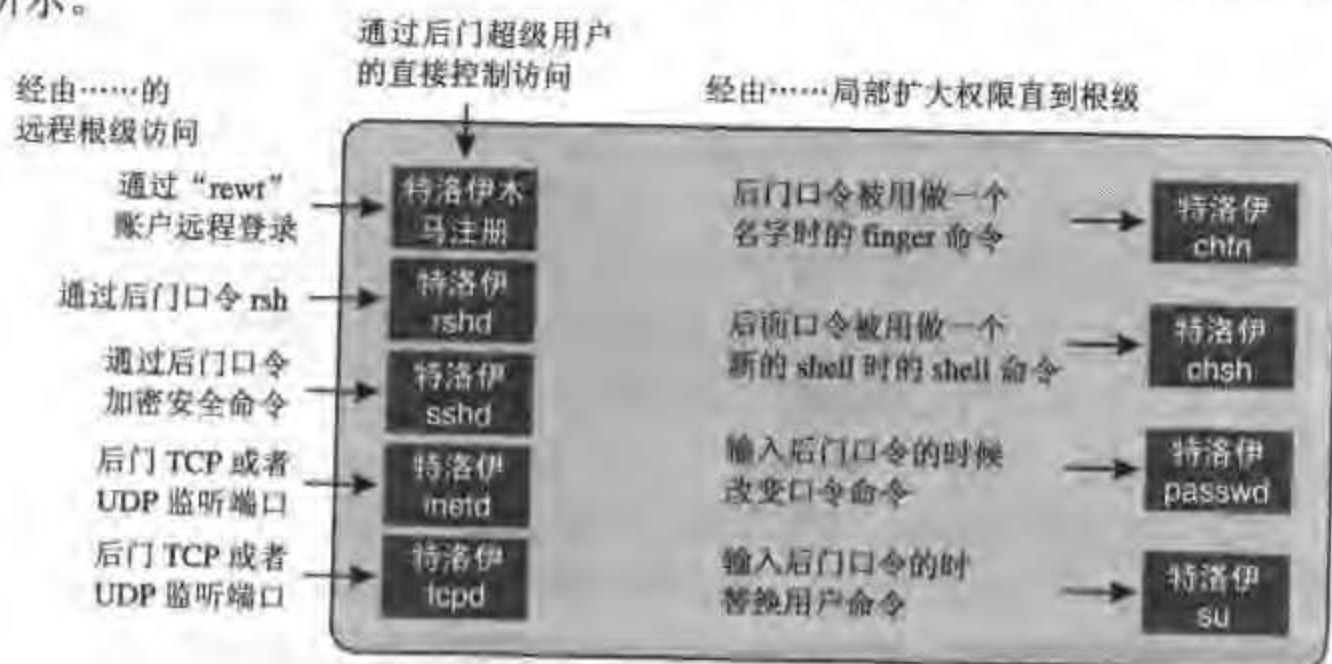 所示。
通过后门超级用户
的直接控制访问
经由……的
远程根级访问
经由……局部扩大权限直到根级
通过“rewt”
账户远程登录
特洛伊木
马注册
通过后门口令 rsh
特洛伊
rshd
通过后门口令
加密安全命令
特洛伊
sshd
后门 TCP 或者
UDP 监听端口
特洛伊
inetd
后门 TCP 或者
UDP 监听端口
特洛伊
tcpd
后门口令被用做一个
名字时的 finger 命令
特洛伊
chfn
后面口令被用做一个
新的 shell 时的 shell 命令
特洛伊
chsh
输入后门口令的时候
改变口令命令
特洛伊
passwd
输入后门口令的时
替换用户命令
特洛伊
su